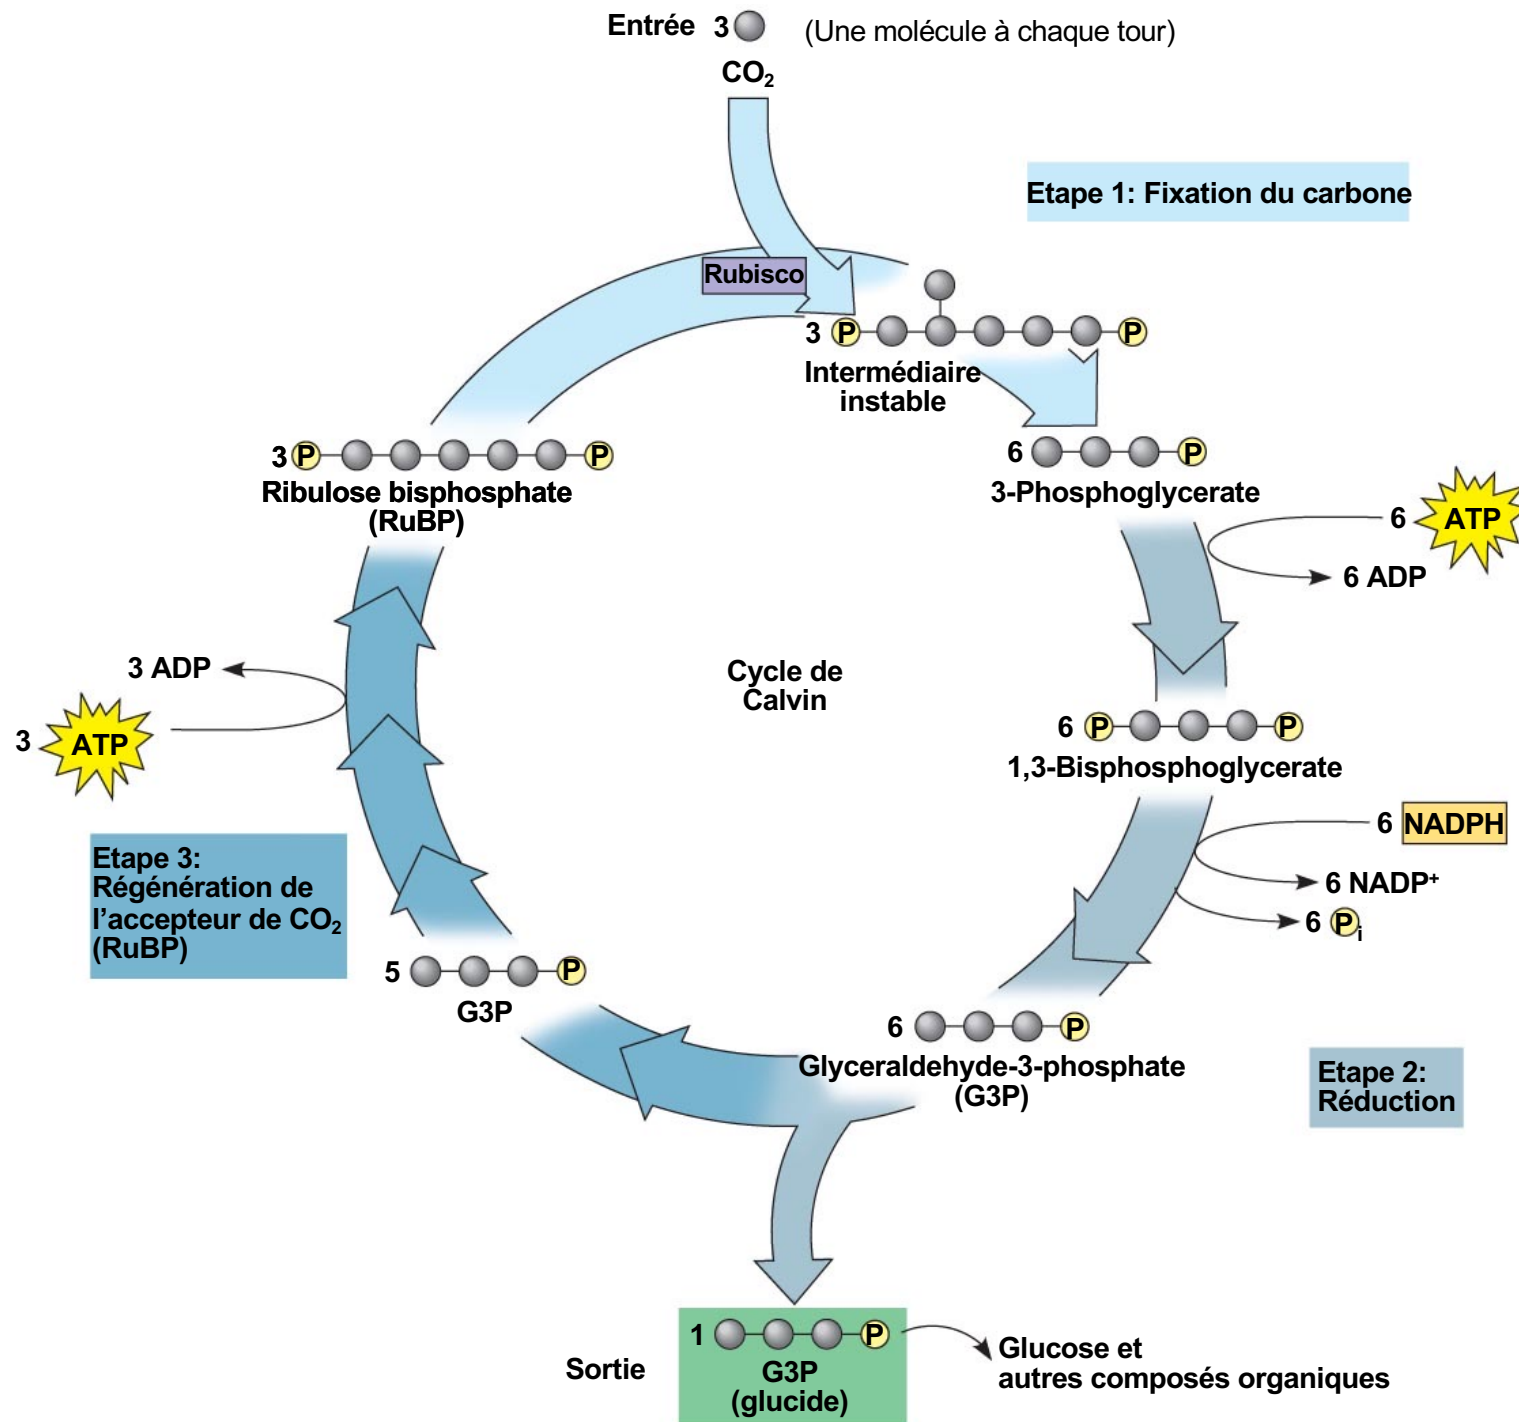 Entrée 3 (Une molécule à chaque tour)
CO₂
Etape 1: Fixation du carbone
Rubisco
3 P P
Intermédiaire
instable
3 P P
Ribulose bisphosphate
(RuBP)
6 P
3-Phosphoglycerate
6 ATP
6 ADP
Cycle de
Calvin
3 ADP
3 ATP
6 P P
1,3-Bisphosphoglycerate
6 NADPH
6 NADP⁺
6 Pᵢ
Etape 3:
Régénération de
l’accepteur de CO₂
(RuBP)
5 P
G3P
6 P
Glyceraldehyde-3-phosphate
(G3P)
Etape 2:
Réduction
Sortie
1 P
G3P
(glucide)
Glucose et
autres composés organiques